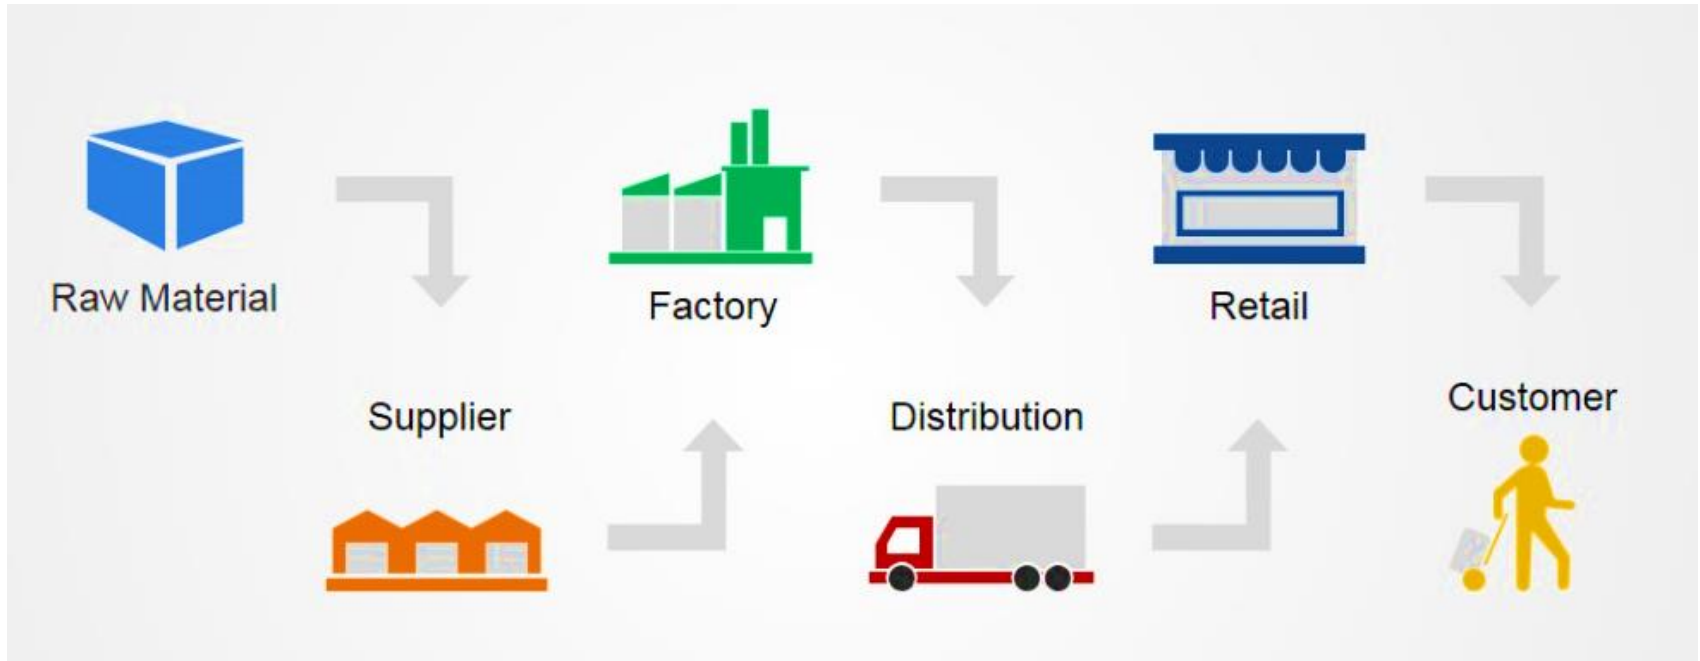 Raw Material
Factory
Retail
Supplier
Distribution
Customer